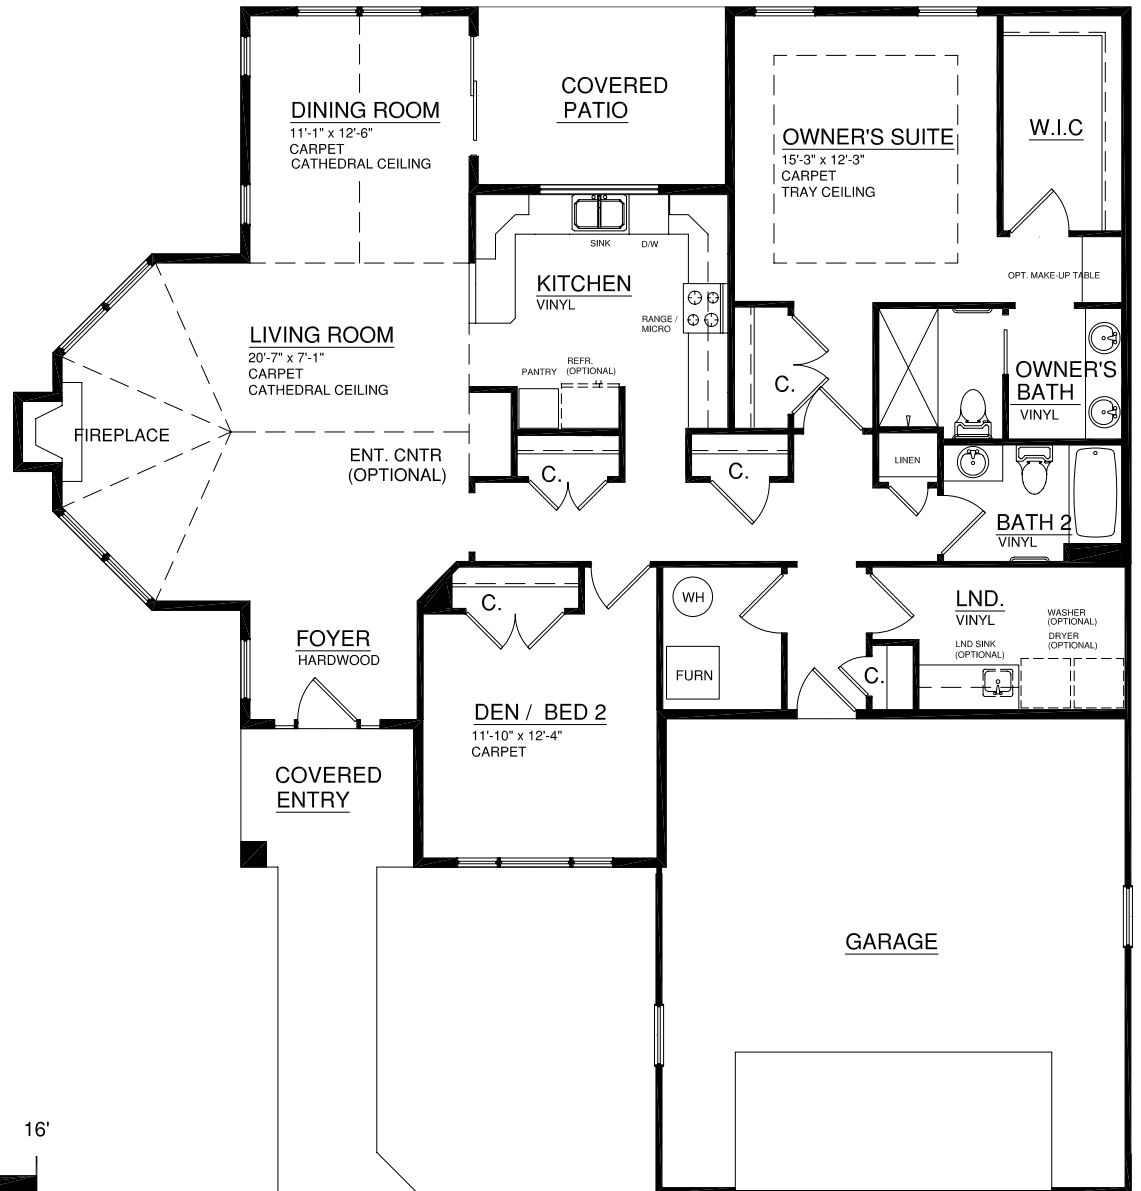 COVERED
PATIO
DINING ROOM
11'-1" x 12'-6"
CARPET
CATHEDRAL CEILING
OWNER'S SUITE
15'-3" x 12'-3"
CARPET
TRAY CEILING
W.I.C
SINK
D/W
OPT. MAKE-UP TABLE
KITCHEN
VINYL
RANGE /
MICRO
LIVING ROOM
20'-7" x 7'-1"
CARPET
CATHEDRAL CEILING
REFR.
(OPTIONAL)
PANTRY
C.
OWNER'S
BATH
VINYL
FIREPLACE
ENT. CNTR
(OPTIONAL)
C.
C.
LINEN
BATH 2
VINYL
C.
WH
LND.
VINYL
WASHER
(OPTIONAL)
DRYER
(OPTIONAL)
LND SINK
(OPTIONAL)
FOYER
HARDWOOD
FURN
C.
DEN / BED 2
11'-10" x 12'-4"
CARPET
COVERED
ENTRY
GARAGE
16'